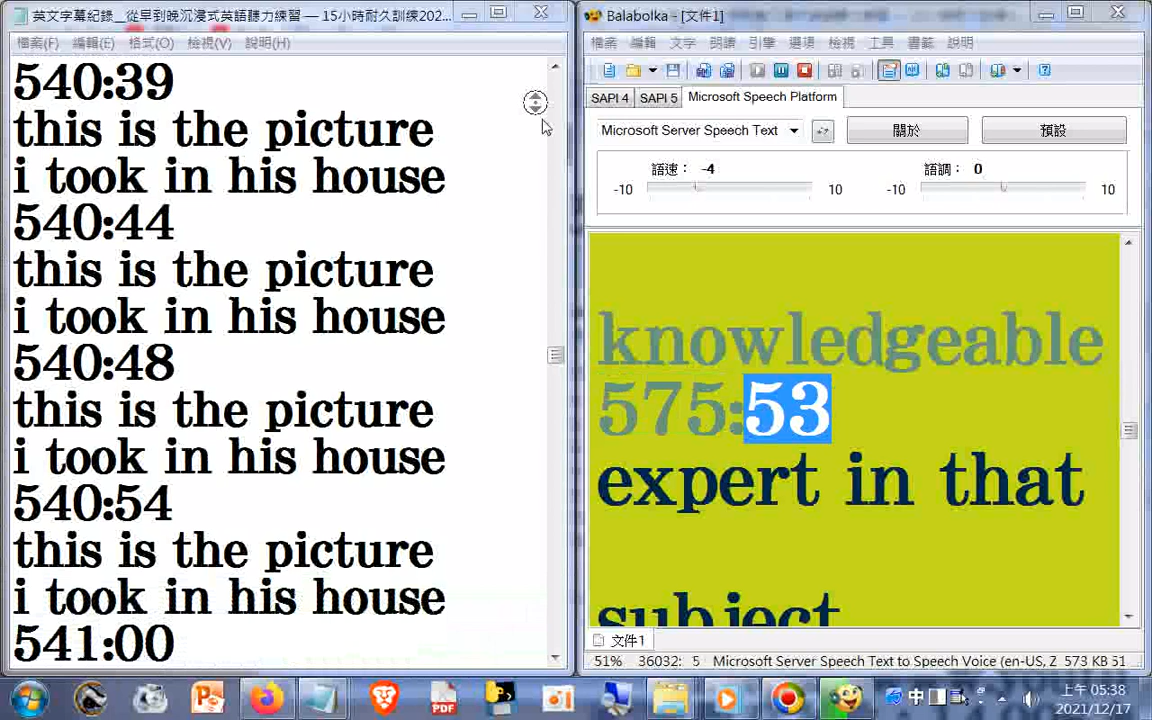 英文字幕紀錄__從早到晚沉浸式英語聽力練習 — 15小時耐久訓練202...
檔案(F) 編輯(E) 格式(O) 檢視(V) 說明(H)
540:39
this is the picture
i took in his house
540:44
this is the picture
i took in his house
540:48
this is the picture
i took in his house
540:54
this is the picture
i took in his house
541:00
Balabolka - [文件1]
檔案 編輯 文字 朗讀 引擎 選項 檢視 工具 書籤 說明
SAPI 4 SAPI 5 Microsoft Speech Platform
Microsoft Server Speech Text 關於 預設
語速： -4 語調： 0
-10 10 -10 10
knowledgeable
575:53
expert in that
subject
文件1
51% 36032: 5 Microsoft Server Speech Text to Speech Voice (en-US, Z 573 KB 51
PDF 中 上午 05:38
2021/12/17